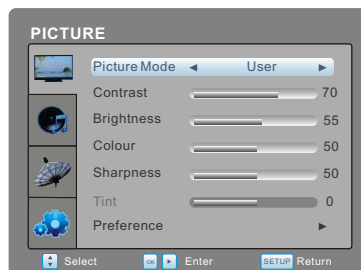 PICTURE
Picture Mode ◄ User ►
Contrast 70
Brightness 55
Colour 50
Sharpness 50
Tint 0
Preference ►
Select OK Enter SETUP Return